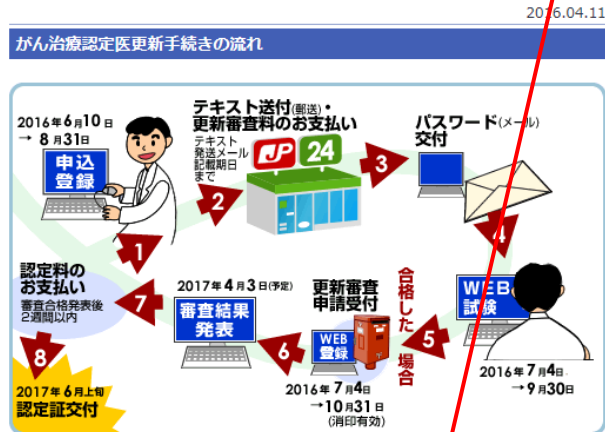 2016.04.11
がん治療認定医更新手続きの流れ
2016年6月10日
→ 8月31日
申込
登録
1
テキスト送付(郵送)・
更新審査料のお支払い
テキスト
発送メール
記載期日
まで
JP 24
2
3
パスワード(メール)
交付
4
WEB
試験
2016年7月4日
→9月30日
5
合格した場合
更新審査
申請受付
WEB
登録
2016年7月4日
→10月31日
(消印有効)
6
2017年4月3日(予定)
審査結果
発表
7
認定料の
お支払い
審査合格発表後
2週間以内
8
2017年6月上旬
認定証交付